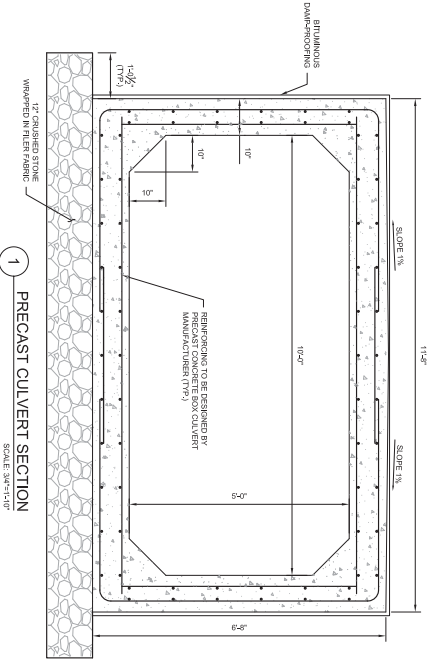 11'-8"
SLOPE 1%
SLOPE 1%
BITUMINOUS
DAMP-PROOFING
10"
10"
10"
10'-0"
5'-0"
6'-8"
REINFORCING TO BE DESIGNED BY
PRECAST CONCRETE BOX CULVERT
MANUFACTURER (TYP.)
1'-0½"
(TYP.)
12" CRUSHED STONE
WRAPPED IN FILER FABRIC
1
PRECAST CULVERT SECTION
SCALE: 3/4"=1'-10"